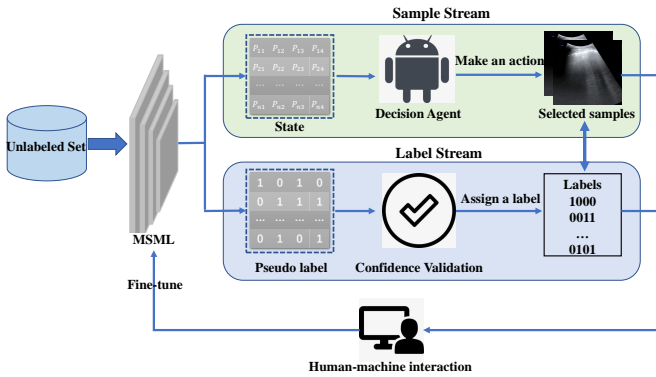 Sample Stream
P11 P12 P13 P14
P21 P22 P23 P24
... ... ... ...
Pn1 Pn2 Pn3 Pn4
State
Decision Agent
Make an action
Selected samples
Unlabeled Set
MSML
Label Stream
1 0 1 0
0 1 1 1
... ... ... ...
0 1 0 1
Pseudo label
Confidence Validation
Assign a label
Labels
1000
0011
...
0101
Fine-tune
Human-machine interaction